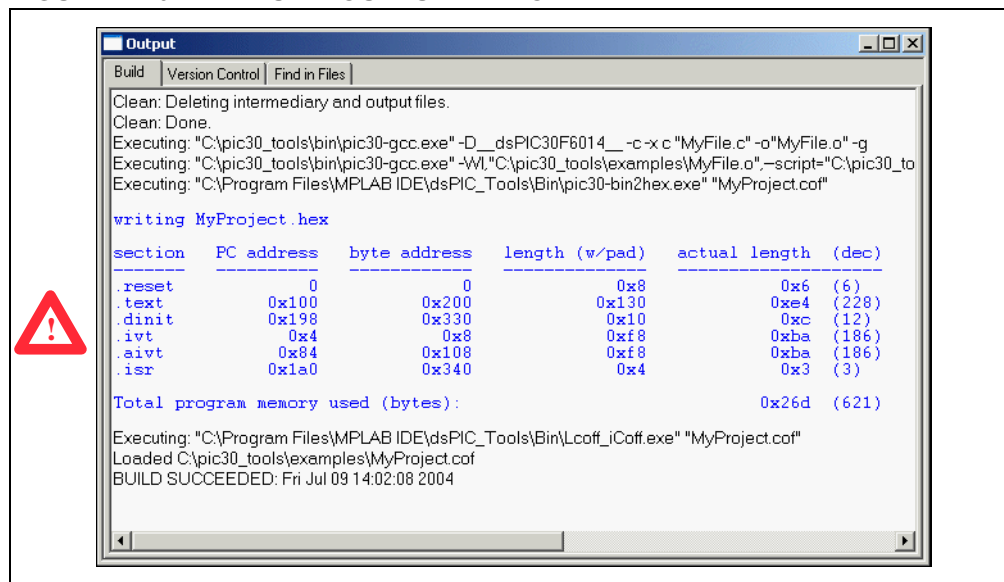 Output
Build Version Control Find in Files
Clean: Deleting intermediary and output files.
Clean: Done.
Executing: "C:\pic30_tools\bin\pic30-gcc.exe" -D__dsPIC30F6014__ -c -x c "MyFile.c" -o"MyFile.o" -g
Executing: "C:\pic30_tools\bin\pic30-gcc.exe" -Wl,"C:\pic30_tools\examples\MyFile.o",--script="C:\pic30_to
Executing: "C:\Program Files\MPLAB IDE\dsPIC_Tools\Bin\pic30-bin2hex.exe" "MyProject.cof"
writing MyProject.hex
section PC address byte address length (w/pad) actual length (dec)
------- ---------- ------------ -------------- --------------------
.reset 0 0 0x8 0x6 (6)
.text 0x100 0x200 0x130 0xe4 (228)
.dinit 0x198 0x330 0x10 0xc (12)
.ivt 0x4 0x8 0xf8 0xba (186)
.aivt 0x84 0x108 0xf8 0xba (186)
.isr 0x1a0 0x340 0x4 0x3 (3)
Total program memory used (bytes): 0x26d (621)
Executing: "C:\Program Files\MPLAB IDE\dsPIC_Tools\Bin\Lcoff_iCoff.exe" "MyProject.cof"
Loaded C:\pic30_tools\examples\MyProject.cof
BUILD SUCCEEDED: Fri Jul 09 14:02:08 2004
!